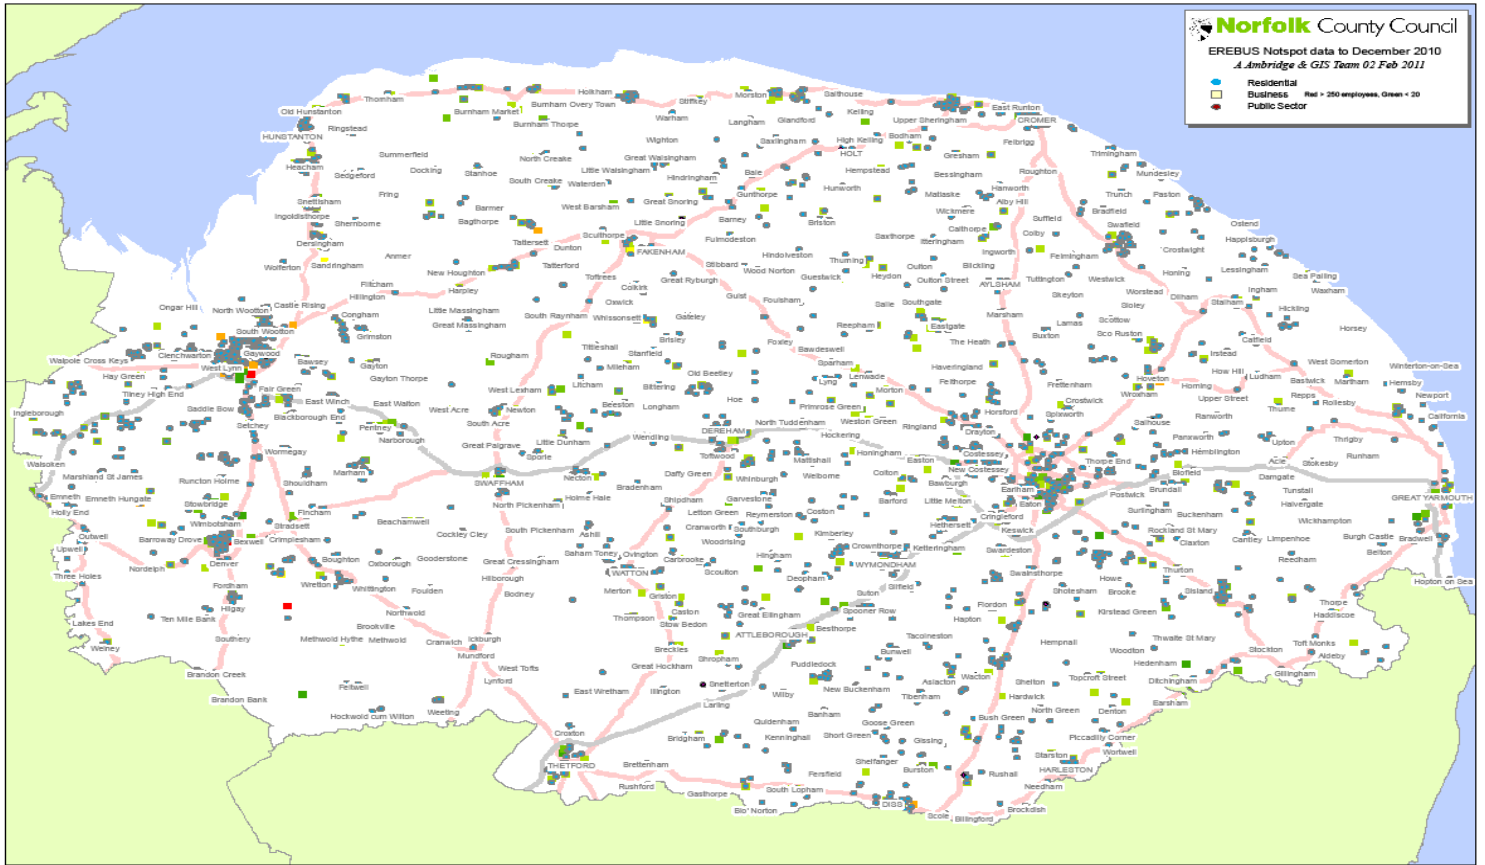 Norfolk County Council
EREBUS Notspot data to December 2010
A Ambridge & GIS Team 02 Feb 2011
Residential
Business Red > 250 employees, Green < 20
Public Sector
Thornham
Holkham
Burnham Overy Town
Burnham Market
Burnham Thorpe
Stiffkey
Morston
Salthouse
Kelling
Warham
Langham
Glandford
Upper Sheringham
East Runton
CROMER
Old Hunstanton
Ringstead
HUNSTANTON
Wighton
Saxlingham
High Kelling
HOLT
Bodham
Felbrigg
Trimingham
Mundesley
Summerfield
Heacham
Sedgeford
Docking
Stanhoe
North Creake
South Creake
Great Walsingham
Little Walsingham
Waterden
Hindringham
Bale
Hempstead
Hunworth
Gresham
Bessingham
Roughton
Hanworth
Alby Hill
Matlaske
Trunch
Paston
Fring
Snettisham
Ingoldisthorpe
Shernborne
Barmer
Bagthorpe
West Barsham
Great Snoring
Little Snoring
Gunthorpe
Barney
Briston
Wickmere
Calthorpe
Itteringham
Suffield
Colby
Bradfield
Swafield
Ostend
Happisburgh
Dersingham
Sandringham
Wolferton
Anmer
Tattersett
Dunton
Sculthorpe
FAKENHAM
Fulmodeston
Saxthorpe
Ingworth
Felmingham
Crostwight
Tatterford
Toftrees
Stibbard
Wood Norton
Hindolveston
Thurning
Guestwick
Heydon
Oulton
Oulton Street
Blickling
AYLSHAM
Tuttington
Westwick
Honing
Lessingham
Sea Palling
Waxham
New Houghton
Harpley
Flitcham
Hillington
Colkirk
Great Ryburgh
Oxwick
Guist
Foulsham
Salle
Southgate
Skeyton
Worstead
Sloley
Dilham
Stalham
Ingham
Hickling
Ongar Hill
North Wootton
Castle Rising
Congham
Grimston
South Wootton
Little Massingham
Great Massingham
South Raynham
Whissonsett
Gateley
Brisley
Reepham
Eastgate
Marsham
Buxton
Lamas
Scottow
Sco Ruston
Catfield
Horsey
Walpole Cross Keys
Clenchwarton
Gaywood
West Lynn
Bawsey
Gayton
Gayton Thorpe
Rougham
Tittleshall
Stanfield
Mileham
Foxley
Bawdeswell
Sparham
The Heath
Irstead
How Hill
Ludham
West Somerton
Winterton-on-Sea
Hay Green
Tilney High End
Fair Green
East Winch
West Lexham
Litcham
Bittering
Old Beetley
Lyng
Lenwade
Morton
Haveringland
Felthorpe
Frettenham
Hoveton
Wroxham
Horning
Upper Street
Bastwick
Repps
Martham
Hemsby
Newport
Ingleborough
Saddle Bow
Setchey
Blackborough End
East Walton
West Acre
Newton
South Acre
Beeston
Longham
Hoe
Primrose Green
Weston Green
Horsford
Crostwick
Spixworth
Salhouse
Ranworth
Thurne
Rollesby
California
Pentney
Narborough
Great Palgrave
Little Dunham
Sporle
Wendling
DEREHAM
North Tuddenham
Hockering
Ringland
Drayton
Panxworth
Hemblington
Upton
Thrigby
Walsoken
Wormegay
Toftwood
Mattishall
Honingham
Easton
Costessey
New Costessey
Thorpe End
Acle
Stokesby
Runham
Marshland St James
Runcton Holme
Shouldham
Marham
SWAFFHAM
Necton
Daffy Green
Whinburgh
Welborne
Colton
Bawburgh
Earlham
Blofield
Damgate
Emneth
Emneth Hungate
Holly End
Stowbridge
Wimbotsham
Fincham
Stradsett
North Pickenham
Holme Hale
Bradenham
Shipdham
Letton Green
Garvestone
Reymerston
Coston
Barford
Little Melton
Eaton
Postwick
Brundall
Tunstall
Halvergate
GREAT YARMOUTH
Outwell
Upwell
Barroway Drove
Bexwell
Crimplesham
Beachamwell
Cockley Cley
South Pickenham
Ashill
Cranworth
Southburgh
Woodrising
Kimberley
Hethersett
Cringleford
Keswick
Surlingham
Buckenham
Rockland St Mary
Claxton
Cantley
Limpenhoe
Wickhampton
Burgh Castle
Bradwell
Belton
Denver
Nordelph
Boughton
Oxborough
Gooderstone
Great Cressingham
Saham Toney
Ovington
Carbrooke
Hingham
Crownthorpe
WYMONDHAM
Ketteringham
Swardeston
Reedham
Three Holes
Fordham
Wretton
Whittington
Foulden
Hilborough
Bodney
WATTON
Merton
Griston
Scoulton
Deopham
Silfield
Swainsthorpe
Howe
Shotesham
Brooke
Thurton
Sisland
Hopton on Sea
Hilgay
Ten Mile Bank
Northwold
Brookville
Thompson
Caston
Stow Bedon
Great Ellingham
Suton
Spooner Row
Flordon
Hapton
Kirstead Green
Thorpe
Haddiscoe
Lakes End
Welney
Southery
Methwold Hythe
Methwold
Cranwich
Ickburgh
Mundford
Breckles
ATTLEBOROUGH
Besthorpe
Tacolneston
Bunwell
Hempnall
Woodton
Thwaite St Mary
Stockton
Toft Monks
Aldeby
Brandon Creek
Brandon Bank
Feltwell
West Tofts
Lynford
Great Hockham
Shropham
Puddledock
New Buckenham
Aslacton
Wacton
Shelton
Hedenham
Topcroft Street
Ditchingham
Gillingham
Hockwold cum Wilton
Weeting
East Wretham
Illington
Snetterton
Larling
Wilby
Tibenham
Hardwick
North Green
Denton
Earsham
Croxton
THETFORD
Bridgham
Quidenham
Banham
Kenninghall
Goose Green
Short Green
Gissing
Bush Green
Piccadilly Corner
Wortwell
Brettenham
Rushford
Gasthorpe
Fersfield
Shelfanger
Burston
Rushall
Starston
HARLESTON
Needham
South Lopham
Blo' Norton
DISS
Scole
Billingford
Brockdish